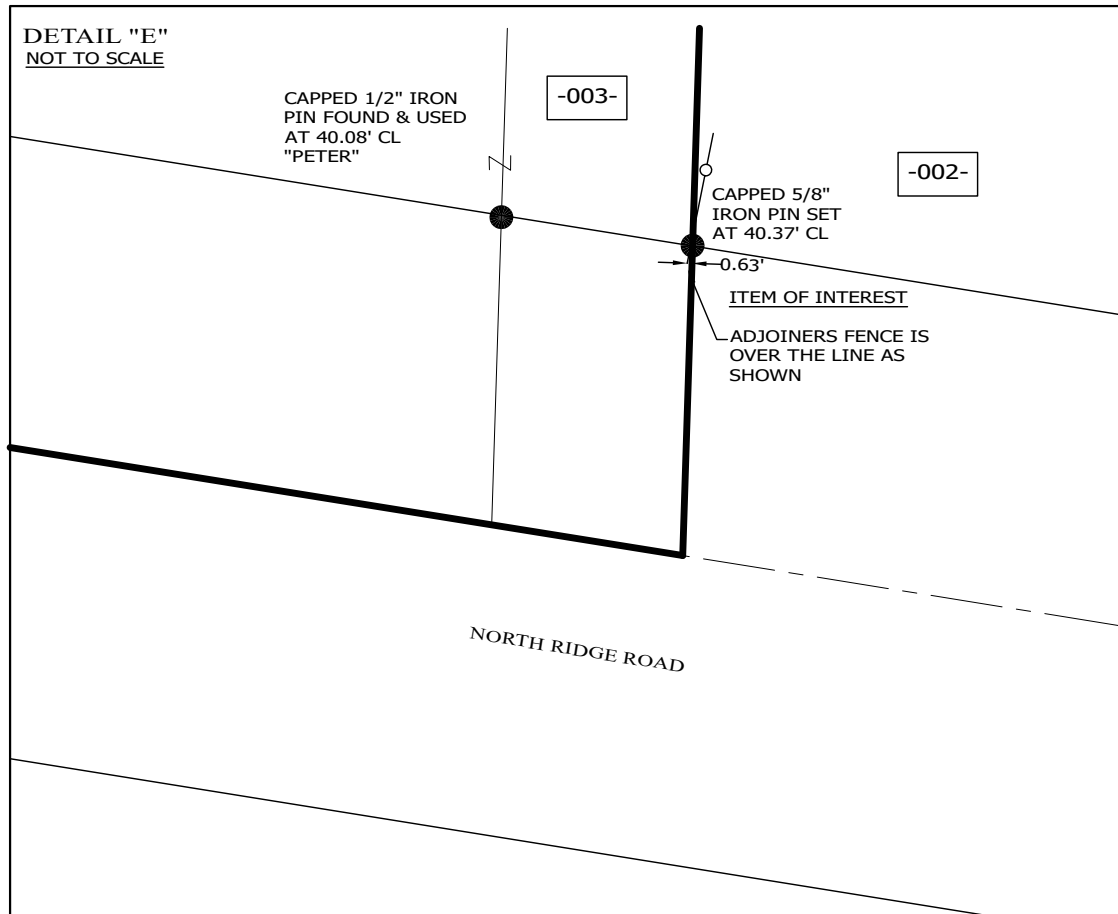 DETAIL "E"
NOT TO SCALE
CAPPED 1/2" IRON
PIN FOUND & USED
AT 40.08' CL
"PETER"
-003-
-002-
CAPPED 5/8"
IRON PIN SET
AT 40.37' CL
0.63'
ITEM OF INTEREST
ADJOINERS FENCE IS
OVER THE LINE AS
SHOWN
NORTH RIDGE ROAD